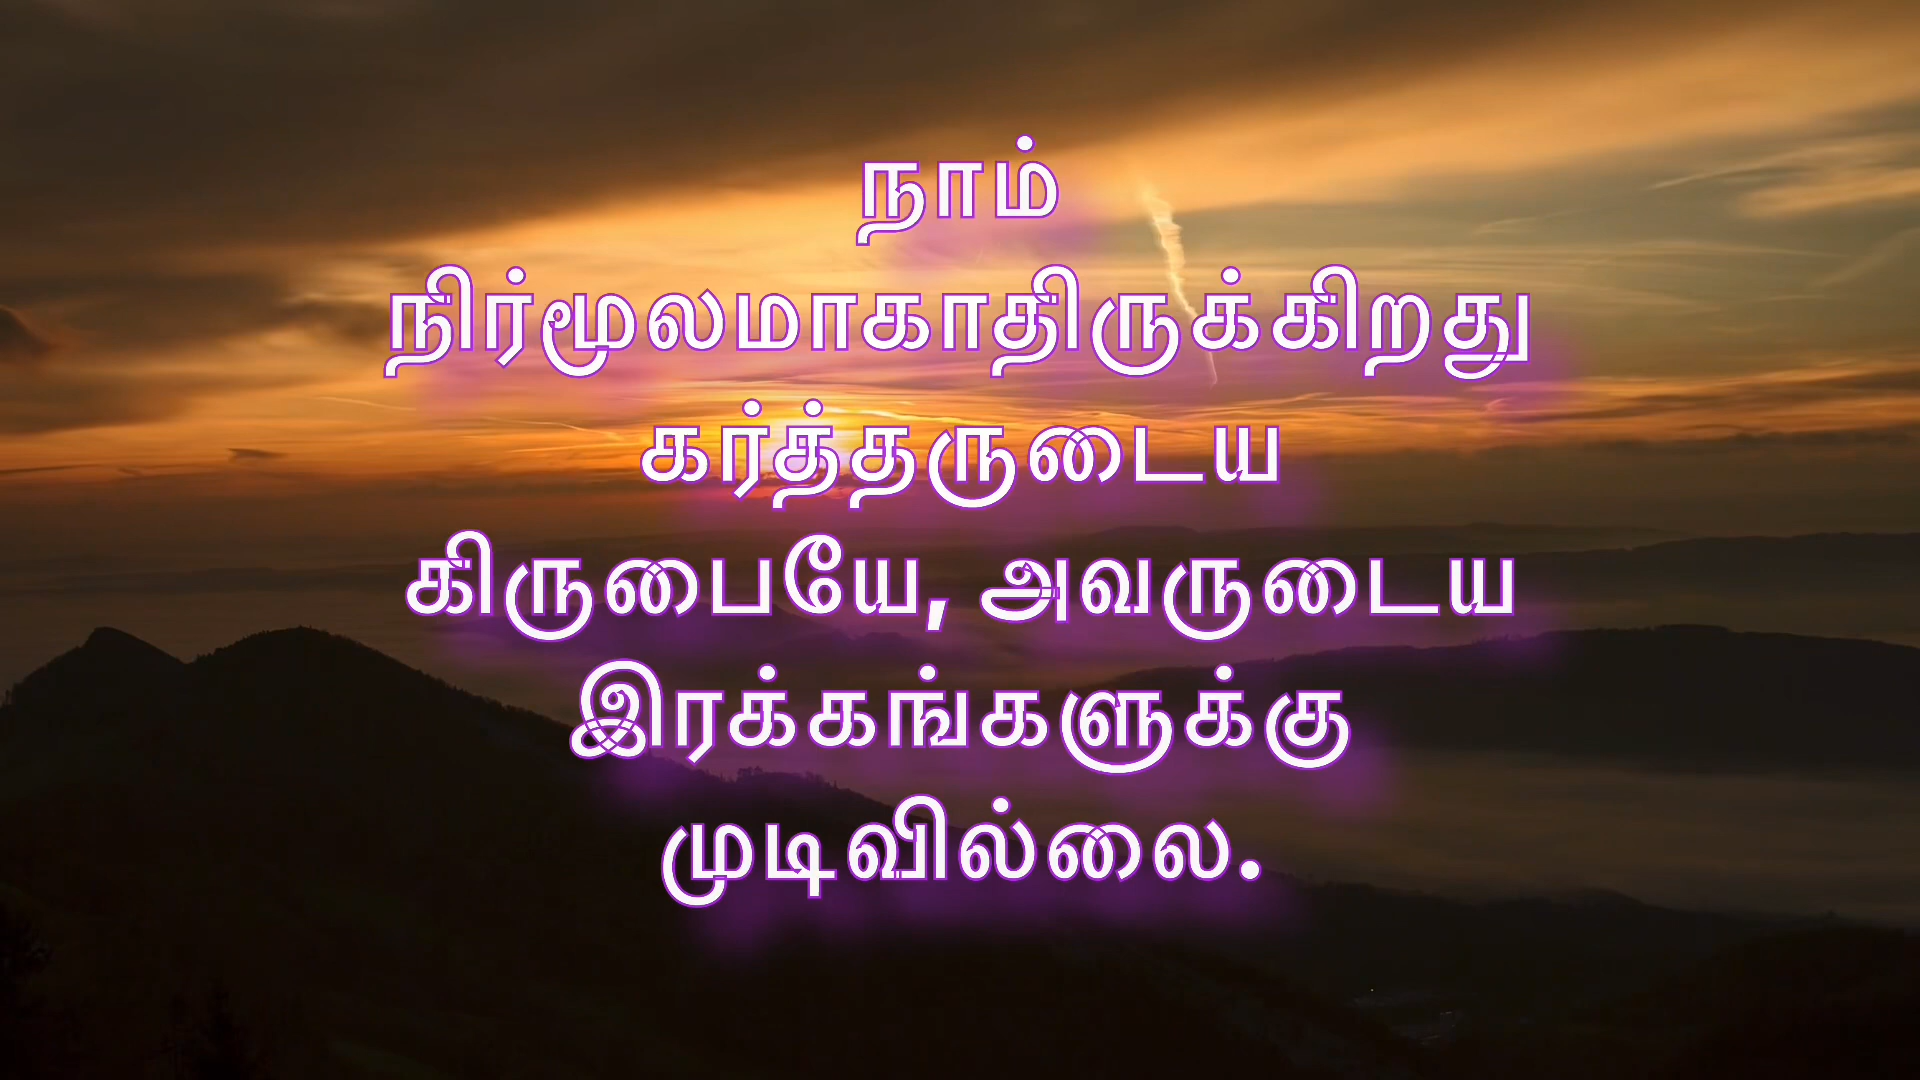 நாம்
நிர்மூலமாகாதிருக்கிறது
கர்த்தருடைய
கிருபையே, அவருடைய
இரக்கங்களுக்கு
முடிவில்லை.